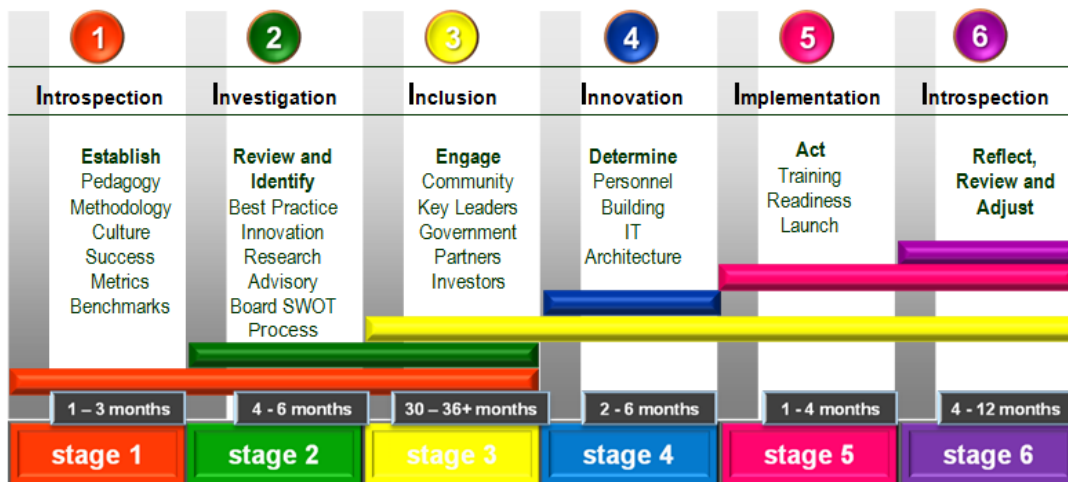 1
2
3
4
5
6
Introspection
Investigation
Inclusion
Innovation
Implementation
Introspection
Establish
Pedagogy
Methodology
Culture
Success
Metrics
Benchmarks
Review and
Identify
Best Practice
Innovation
Research
Advisory
Board SWOT
Process
Engage
Community
Key Leaders
Government
Partners
Investors
Determine
Personnel
Building
IT
Architecture
Act
Training
Readiness
Launch
Reflect,
Review and
Adjust
1 – 3 months
4 - 6 months
30 – 36+ months
2 - 6 months
1 - 4 months
4 - 12 months
stage 1
stage 2
stage 3
stage 4
stage 5
stage 6